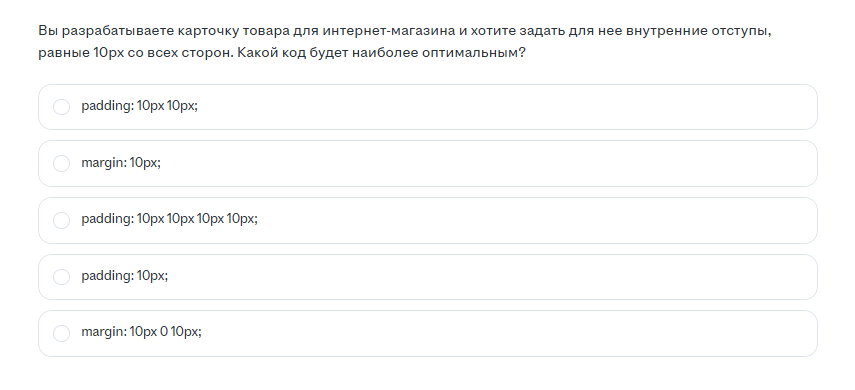 Вы разрабатываете карточку товара для интернет-магазина и хотите задать для нее внутренние отступы,
равные 10px со всех сторон. Какой код будет наиболее оптимальным?
padding: 10px 10px;
margin: 10px;
padding: 10px 10px 10px 10px;
padding: 10px;
margin: 10px 0 10px;